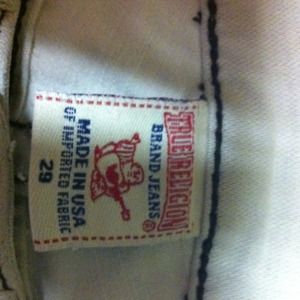 TRUE RELIGION
BRAND JEANS ®
MADE IN USA
OF IMPORTED FABRIC
29